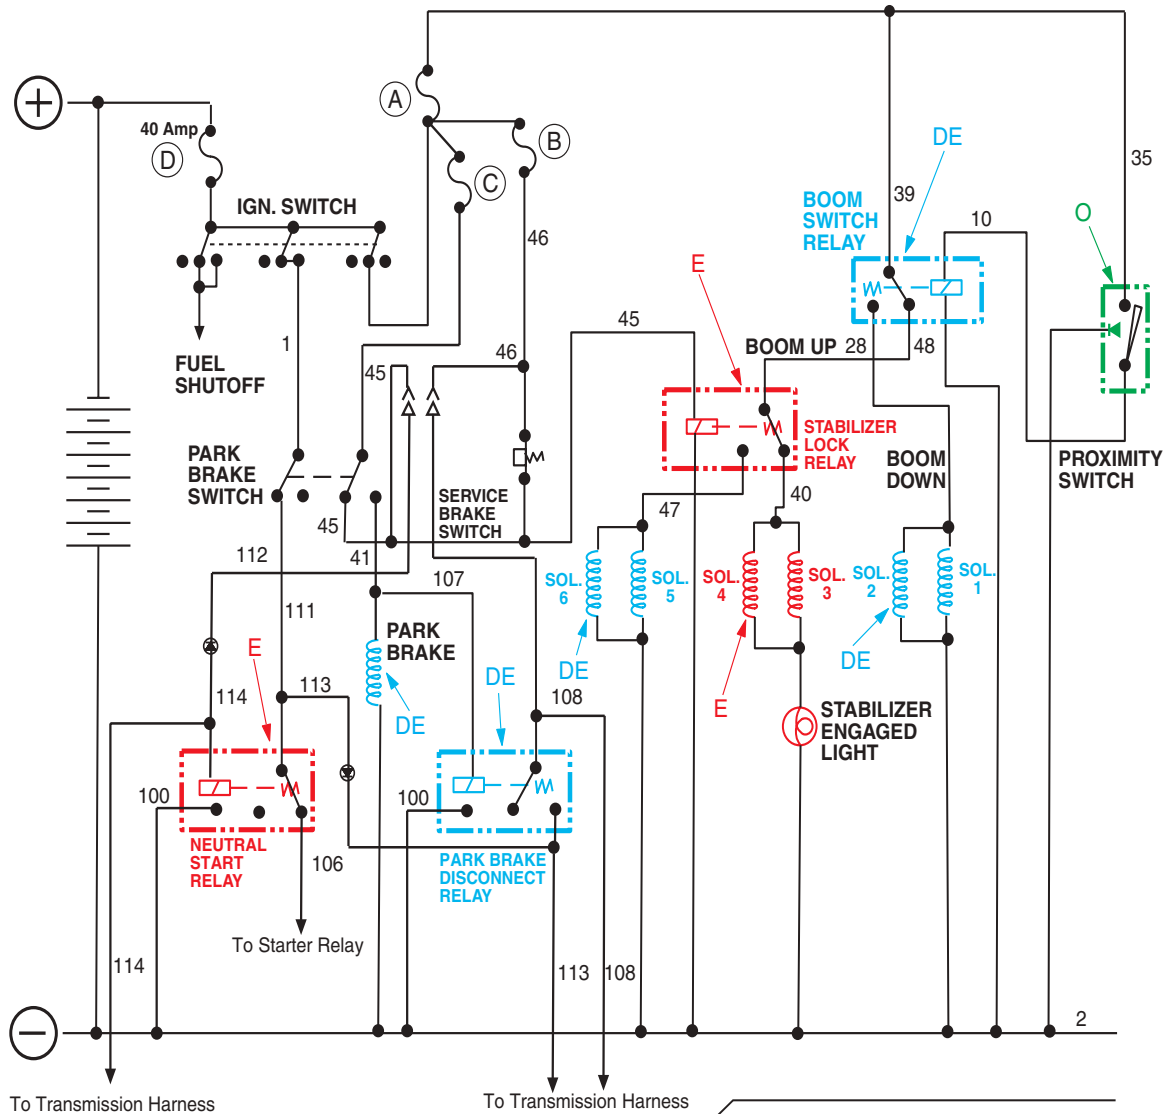 A
+
40 Amp
D
B
C
DE
35
IGN. SWITCH
BOOM
SWITCH
RELAY
39
10
O
46
E
1
FUEL
SHUTOFF
45
46
45
BOOM UP
28
48
PARK
BRAKE
SWITCH
STABILIZER
LOCK
RELAY
BOOM
DOWN
PROXIMITY
SWITCH
SERVICE
BRAKE
SWITCH
45
40
47
112
41
107
111
SOL.
6
SOL.
5
SOL.
4
SOL.
3
SOL.
2
SOL.
1
PARK
BRAKE
E
DE
DE
DE
E
DE
114
113
108
STABILIZER
ENGAGED
LIGHT
100
100
NEUTRAL
START
RELAY
106
PARK BRAKE
DISCONNECT
RELAY
To Starter Relay
114
113
108
−
2
To Transmission Harness
To Transmission Harness